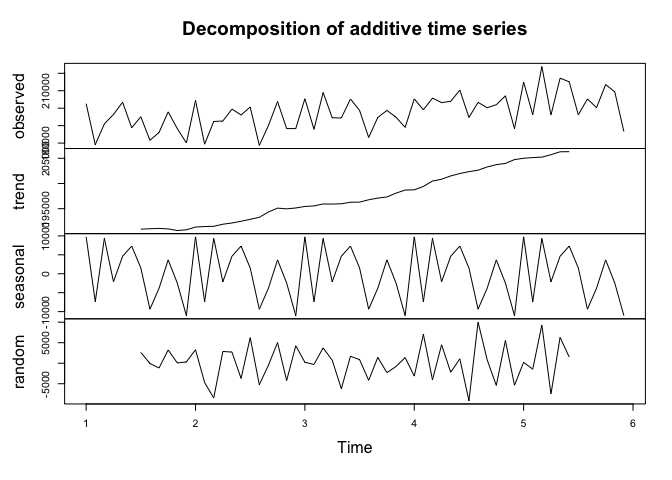 Decomposition of additive time series
observed
210000
trend
195000
seasonal
-10000
0
10000
random
-5000
5000
1 2 3 4 5 6
Time